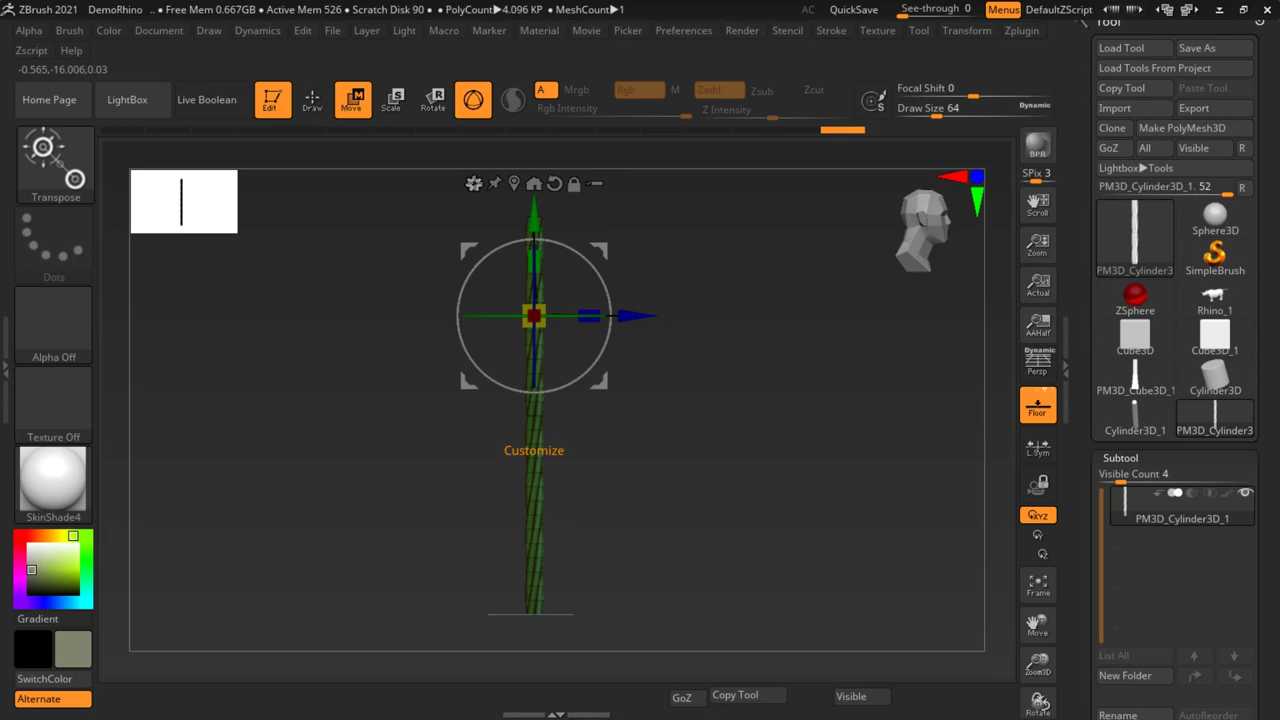 ZBrush 2021 DemoRhino .. • Free Mem 0.667GB • Active Mem 526 • Scratch Disk 90 • PolyCount▶4.096 KP • MeshCount▶1 AC QuickSave See-through 0 Menus DefaultZScript
Alpha Brush Color Document Draw Dynamics Edit File Layer Light Macro Marker Material Movie Picker Preferences Render Stencil Stroke Texture Tool Transform Zplugin
Zscript Help
-0.565,-16.006,0.03
Home Page LightBox Live Boolean Edit Draw Move Scale Rotate A Mrgb Rgb M Zadd Zsub Zcut Focal Shift 0
Rgb Intensity Z Intensity Draw Size 64 Dynamic
S
Transpose
Dots
Alpha Off
Texture Off
SkinShade4
Gradient
SwitchColor
Alternate
Customize
GoZ Copy Tool Visible
BPR
SPix 3
Scroll
Zoom
Actual
AAHalf
Dynamic
Persp
Floor
L.Sym
XYZ
Y
Z
Frame
Move
Zoom3D
Rotate
Tool
Load Tool Save As
Load Tools From Project
Copy Tool Paste Tool
Import Export
Clone Make PolyMesh3D
GoZ All Visible R
Lightbox▶Tools
PM3D_Cylinder3D_1. 52 R
PM3D_Cylinder3 Sphere3D
SimpleBrush
ZSphere Rhino_1
Cube3D Cube3D_1
PM3D_Cube3D_1 Cylinder3D
Cylinder3D_1 PM3D_Cylinder3
Subtool
Visible Count 4
PM3D_Cylinder3D_1
List All
New Folder
Rename AutoReorder